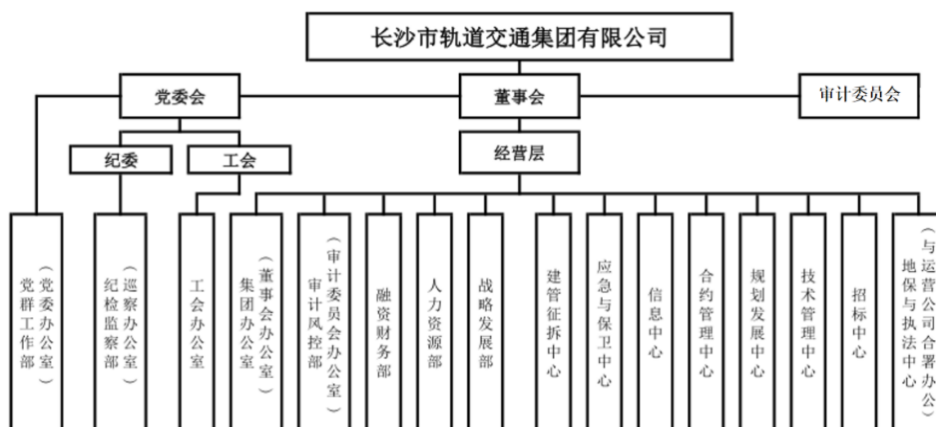 长沙市轨道交通集团有限公司
党委会
董事会
审计委员会
纪委
工会
经营层
党群工作部
（党委办公室）
纪检监察部
（巡察办公室）
工会办公室
集团办公室
（董事会办公室）
审计风控部
（审计委员会办公室）
融资财务部
人力资源部
战略发展部
建管征拆中心
应急与保卫中心
信息中心
合约管理中心
规划发展中心
技术管理中心
招标中心
地保与执法中心
（与运营公司合署办公）